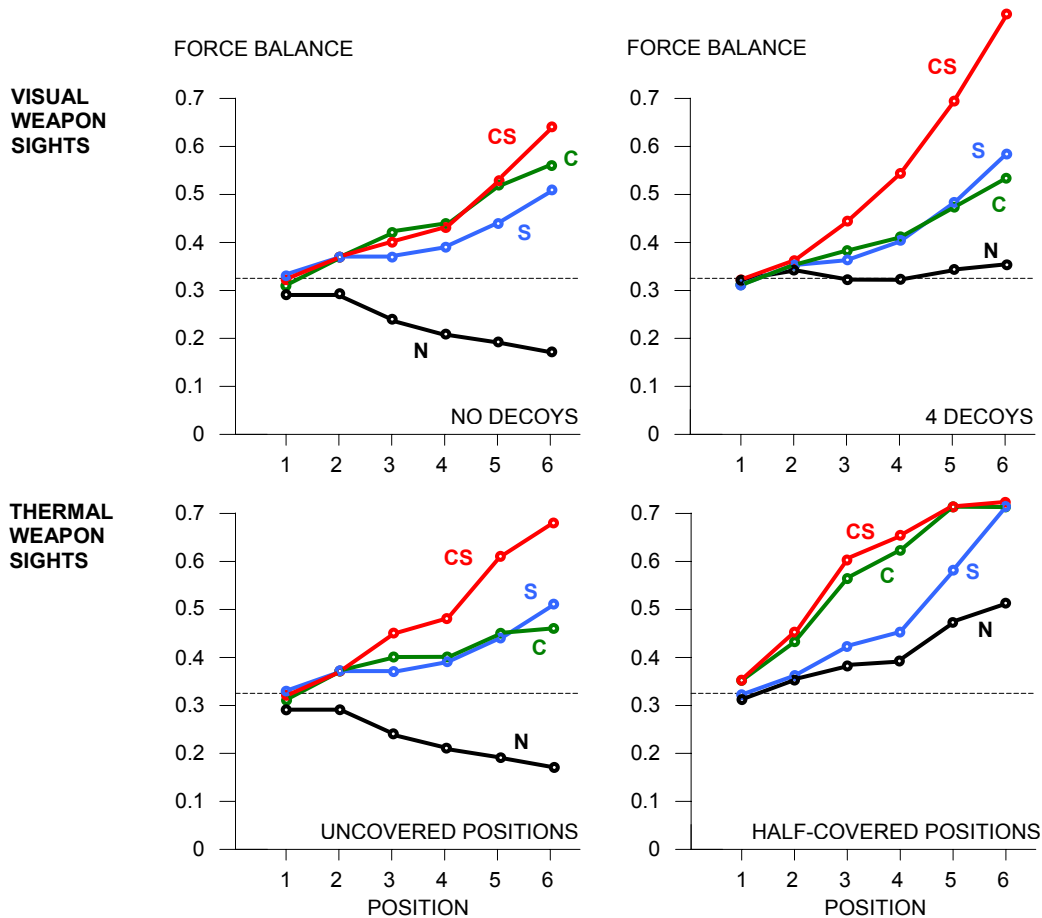 FORCE BALANCE
FORCE BALANCE
VISUAL
WEAPON
SIGHTS
0.7
0.6
0.5
0.4
0.3
0.2
0.1
0
CS
C
S
N
NO DECOYS
1 2 3 4 5 6
0.7
0.6
0.5
0.4
0.3
0.2
0.1
0
CS
S
C
N
4 DECOYS
1 2 3 4 5 6
THERMAL
WEAPON
SIGHTS
0.7
0.6
0.5
0.4
0.3
0.2
0.1
0
CS
S
C
N
UNCOVERED POSITIONS
1 2 3 4 5 6
POSITION
0.7
0.6
0.5
0.4
0.3
0.2
0.1
0
CS
C
S
N
HALF-COVERED POSITIONS
1 2 3 4 5 6
POSITION